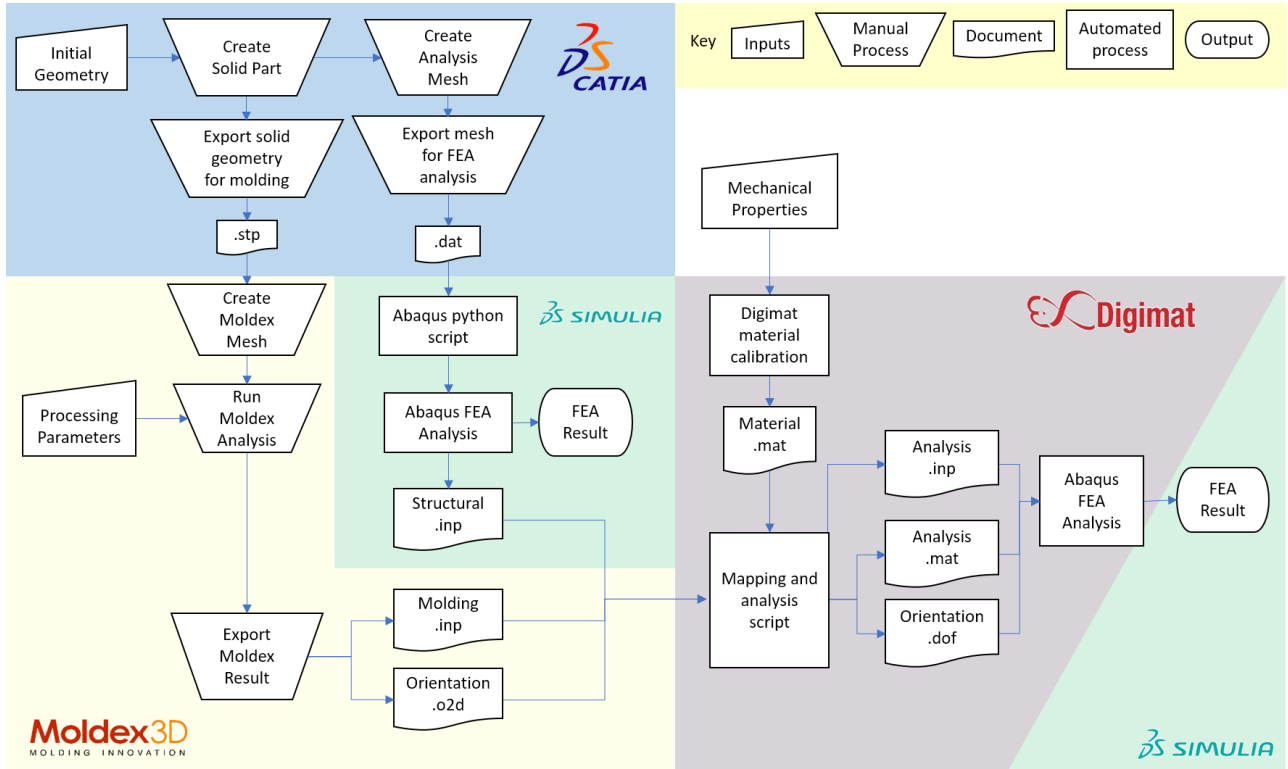 Initial
Geometry
Create
Solid Part
Create
Analysis
Mesh
CATIA
Key
Inputs
Manual
Process
Document
Automated
process
Output
Export solid
geometry
for molding
Export mesh
for FEA
analysis
Mechanical
Properties
.stp
.dat
Create
Moldex
Mesh
Abaqus python
script
SIMULIA
Digimat
material
calibration
Digimat
Processing
Parameters
Run
Moldex
Analysis
Abaqus FEA
Analysis
FEA
Result
Material
.mat
Structural
.inp
Analysis
.inp
Abaqus
FEA
Analysis
FEA
Result
Mapping and
analysis
script
Analysis
.mat
Orientation
.dof
Export
Moldex
Result
Molding
.inp
Orientation
.o2d
Moldex3D
MOLDING INNOVATION
SIMULIA